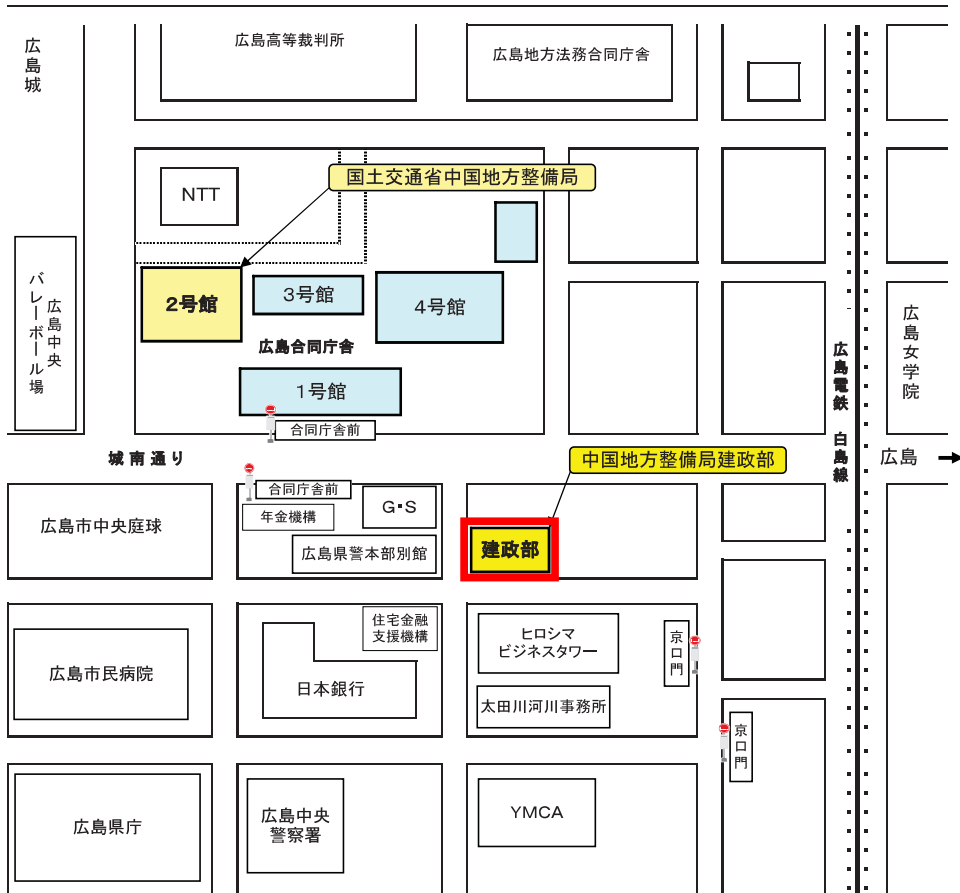 広島城
広島高等裁判所
広島地方法務合同庁舎
NTT
国土交通省中国地方整備局
2号館
3号館
4号館
広島合同庁舎
1号館
合同庁舎前
広島中央
バレーボール場
広島電鉄 白島線
広島女学院
城南通り
中国地方整備局建政部
広島
広島市中央庭球
合同庁舎前
年金機構
G・S
広島県警本部別館
建政部
広島市民病院
住宅金融
支援機構
日本銀行
ヒロシマ
ビジネスタワー
太田川河川事務所
京口門
京口門
広島県庁
広島中央
警察署
YMCA